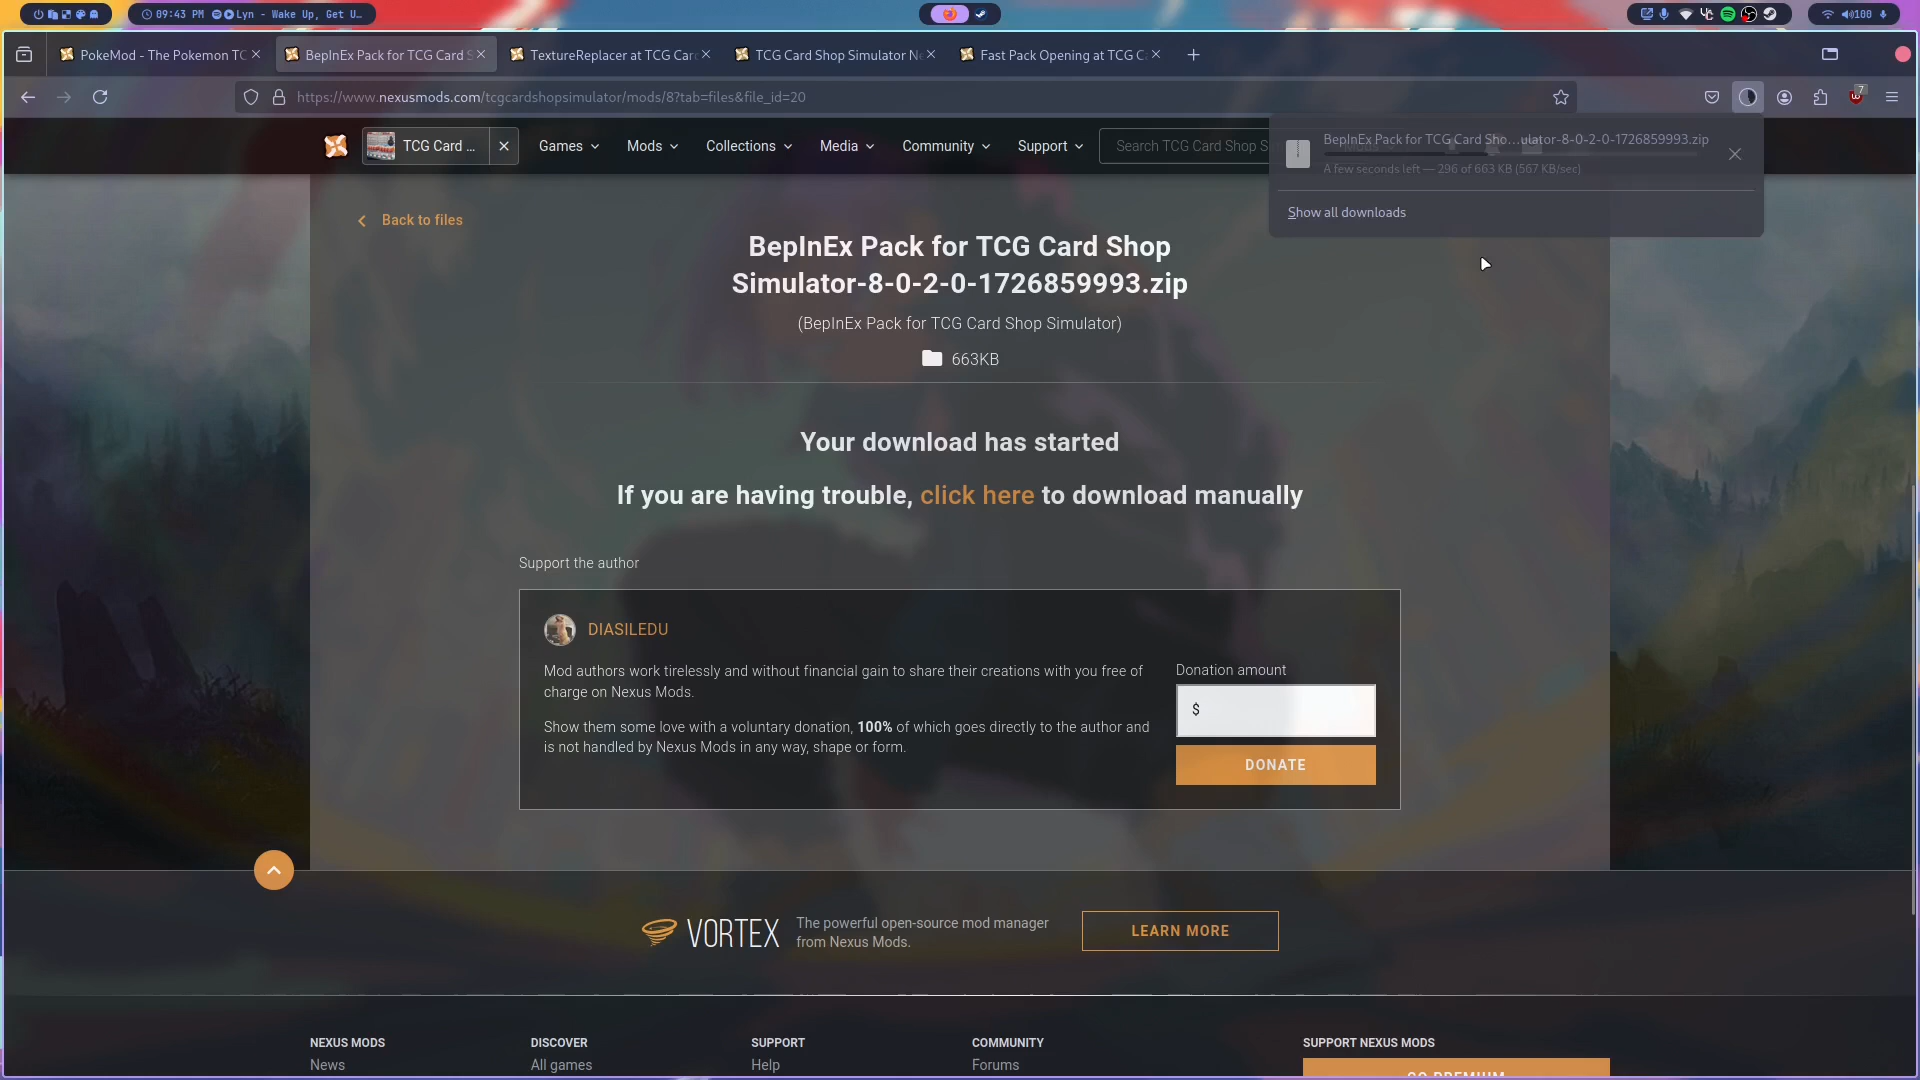 09:43 PM
Lyn - Wake Up, Get U…
100
PokeMod - The Pokemon TC
BepInEx Pack for TCG Card S
TextureReplacer at TCG Car
TCG Card Shop Simulator Ne
Fast Pack Opening at TCG C
https://www.nexusmods.com/tcgcardshopsimulator/mods/8?tab=files&file_id=20
7
TCG Card ...
Games
Mods
Collections
Media
Community
Support
Search TCG Card Shop S
BepInEx Pack for TCG Card Sho…ulator-8-0-2-0-1726859993.zip
A few seconds left — 296 of 663 KB (567 KB/sec)
Show all downloads
Back to files
BepInEx Pack for TCG Card Shop
Simulator-8-0-2-0-1726859993.zip
(BepInEx Pack for TCG Card Shop Simulator)
663KB
Your download has started
If you are having trouble, click here to download manually
Support the author
DIASILEDU
Mod authors work tirelessly and without financial gain to share their creations with you free of
charge on Nexus Mods.
Show them some love with a voluntary donation, 100% of which goes directly to the author and
is not handled by Nexus Mods in any way, shape or form.
Donation amount
$
DONATE
VORTEX
The powerful open-source mod manager
from Nexus Mods.
LEARN MORE
NEXUS MODS
DISCOVER
SUPPORT
COMMUNITY
SUPPORT NEXUS MODS
News
All games
Help
Forums
GO PREMIUM